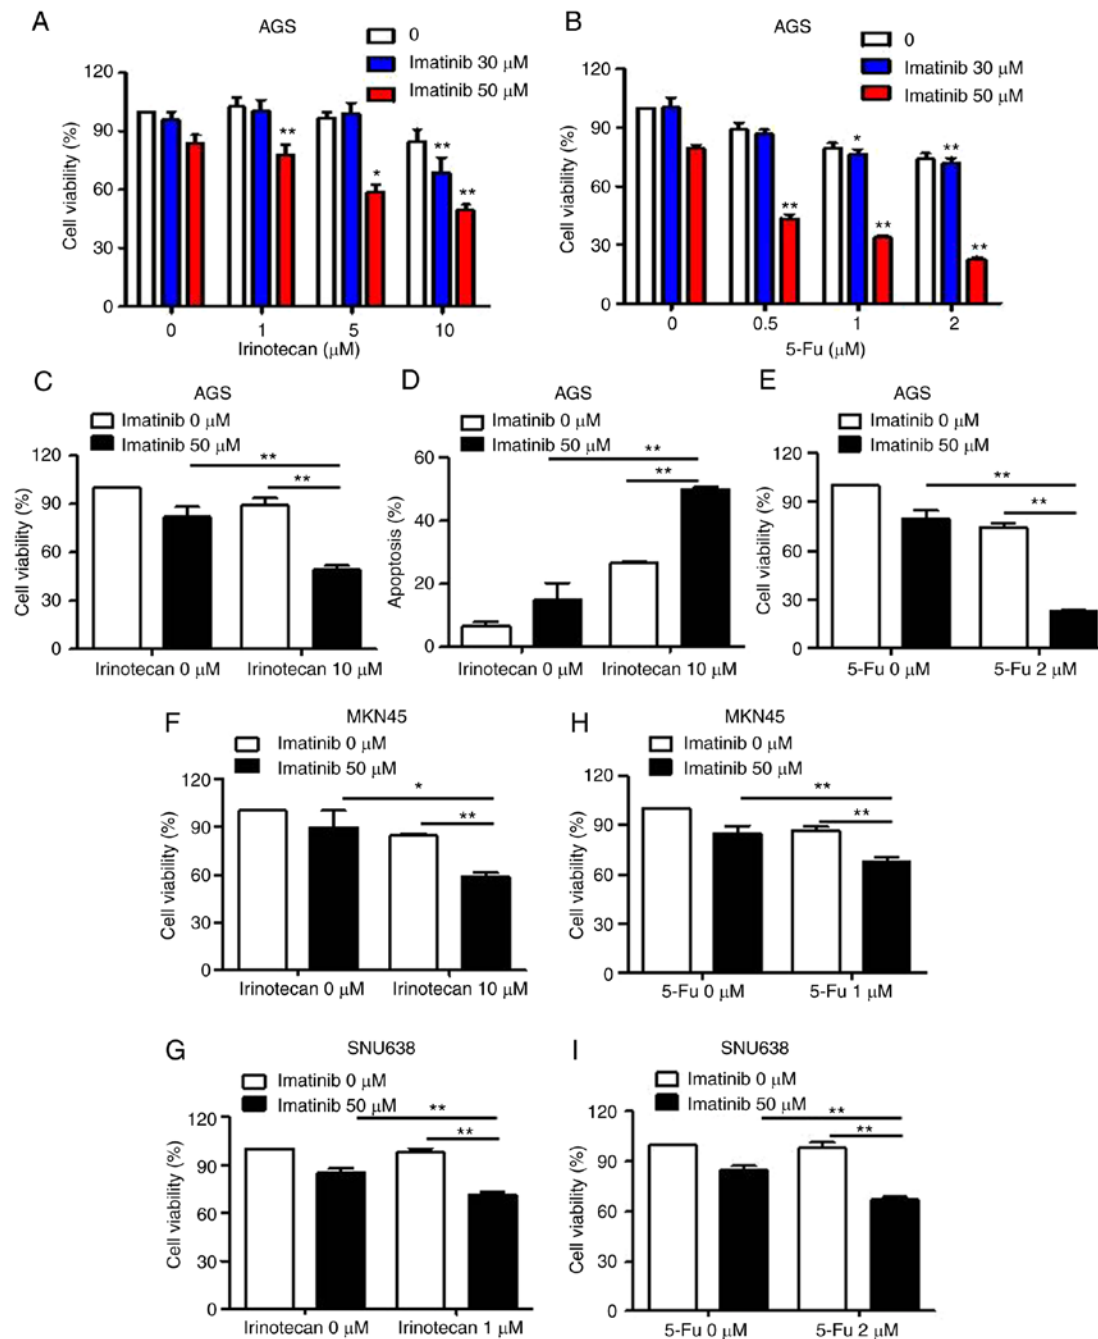 A
AGS
0
Imatinib 30 μM
Imatinib 50 μM
120
90
60
30
0
Cell viability (%)
**
*
**
**
0
1
5
10
Irinotecan (μM)
B
AGS
0
Imatinib 30 μM
Imatinib 50 μM
120
90
60
30
0
Cell viability (%)
**
*
**
**
**
0
0.5
1
2
5-Fu (μM)
C
AGS
Imatinib 0 μM
Imatinib 50 μM
120
90
60
30
0
Cell viability (%)
**
**
Irinotecan 0 μM
Irinotecan 10 μM
D
AGS
Imatinib 0 μM
Imatinib 50 μM
60
40
20
0
Apoptosis (%)
**
**
Irinotecan 0 μM
Irinotecan 10 μM
E
AGS
Imatinib 0 μM
Imatinib 50 μM
120
90
60
30
0
Cell viability (%)
**
**
5-Fu 0 μM
5-Fu 2 μM
F
MKN45
Imatinib 0 μM
Imatinib 50 μM
120
90
60
30
0
Cell viability (%)
*
**
Irinotecan 0 μM
Irinotecan 10 μM
H
MKN45
Imatinib 0 μM
Imatinib 50 μM
120
90
60
30
0
Cell viability (%)
**
**
5-Fu 0 μM
5-Fu 1 μM
G
SNU638
Imatinib 0 μM
Imatinib 50 μM
120
90
60
30
0
Cell viability (%)
**
**
Irinotecan 0 μM
Irinotecan 1 μM
I
SNU638
Imatinib 0 μM
Imatinib 50 μM
120
90
60
30
0
Cell viability (%)
**
**
5-Fu 0 μM
5-Fu 2 μM